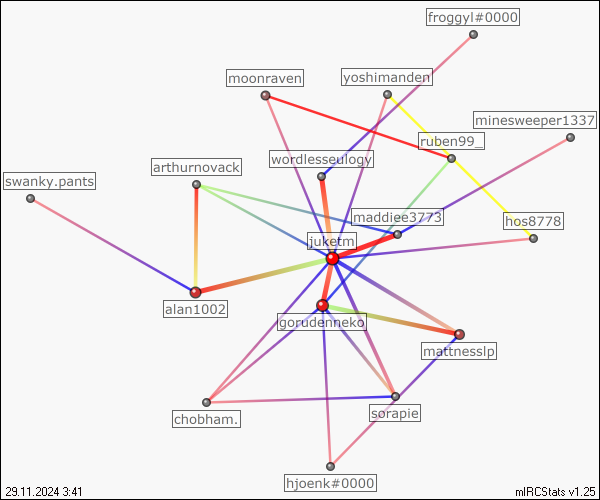 froggyl#0000
moonraven
yoshimanden
minesweeper1337
ruben99_
arthurnovack
wordlesseulogy
swanky.pants
maddiee3773
hos8778
juketm
alan1002
gorudenneko
mattnesslp
chobham.
sørapie
hjoenk#0000
29.11.2024 3:41
mIRCStats v1.25